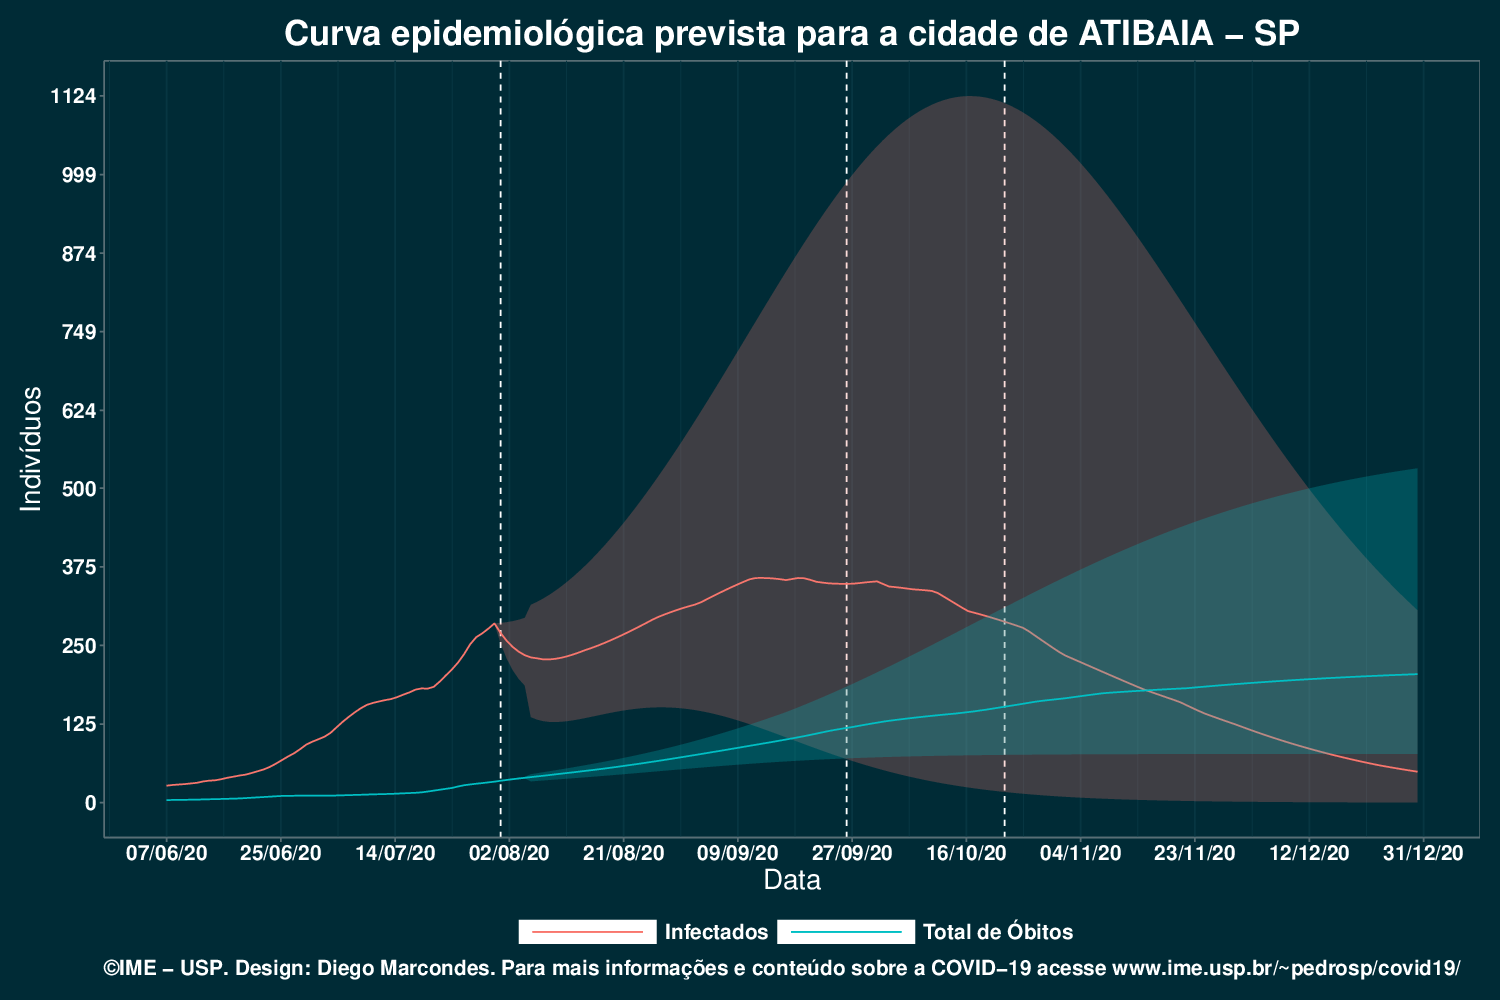 Curva epidemiológica prevista para a cidade de ATIBAIA – SP
1124
999
874
749
624
500
375
250
125
0
Indivíduos
07/06/20 25/06/20 14/07/20 02/08/20 21/08/20 09/09/20 27/09/20 16/10/20 04/11/20 23/11/20 12/12/20 31/12/20
Data
Infectados Total de Óbitos
©IME – USP. Design: Diego Marcondes. Para mais informações e conteúdo sobre a COVID–19 acesse www.ime.usp.br/~pedrosp/covid19/